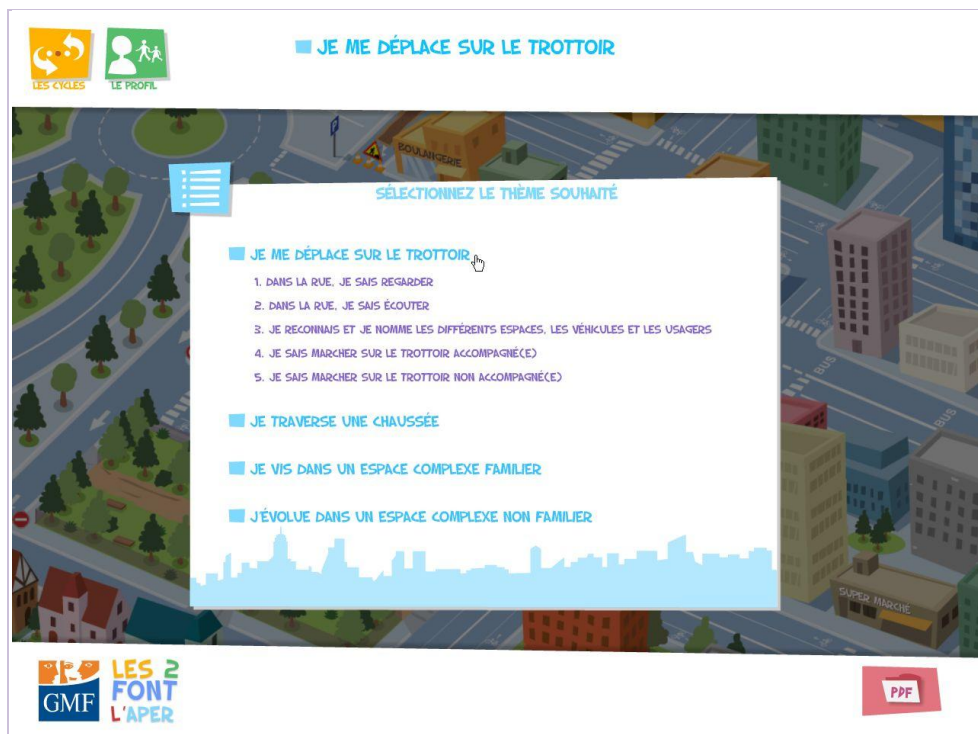 JE ME DÉPLACE SUR LE TROTTOIR
LES CYCLES
LE PROFIL
BOULANGERIE
SÉLECTIONNEZ LE THÈME SOUHAITÉ
JE ME DÉPLACE SUR LE TROTTOIR
1. DANS LA RUE, JE SAIS REGARDER
2. DANS LA RUE, JE SAIS ÉCOUTER
3. JE RECONNAIS ET JE NOMME LES DIFFÉRENTS ESPACES, LES VÉHICULES ET LES USAGERS
4. JE SAIS MARCHER SUR LE TROTTOIR ACCOMPAGNÉ(E)
5. JE SAIS MARCHER SUR LE TROTTOIR NON ACCOMPAGNÉ(E)
BUS
BUS
JE TRAVERSE UNE CHAUSSÉE
JE VIS DANS UN ESPACE COMPLEXE FAMILIER
J'ÉVOLUE DANS UN ESPACE COMPLEXE NON FAMILIER
SUPER MARCHÉ
GMF
LES 2
FONT
L'APER
PDF